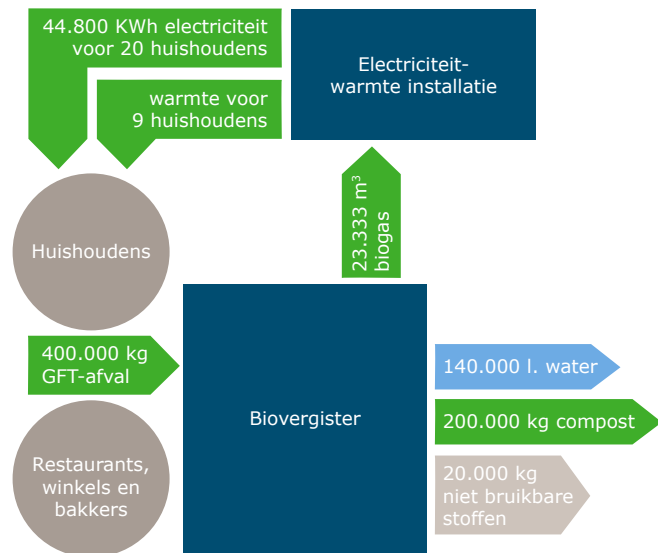 44.800 KWh electriciteit
voor 20 huishoudens
warmte voor
9 huishoudens
Electriciteit-
warmte installatie
23.333 m³
biogas
Huishoudens
400.000 kg
GFT-afval
Biovergister
140.000 l. water
200.000 kg compost
20.000 kg
niet bruikbare
stoffen
Restaurants,
winkels en
bakkers